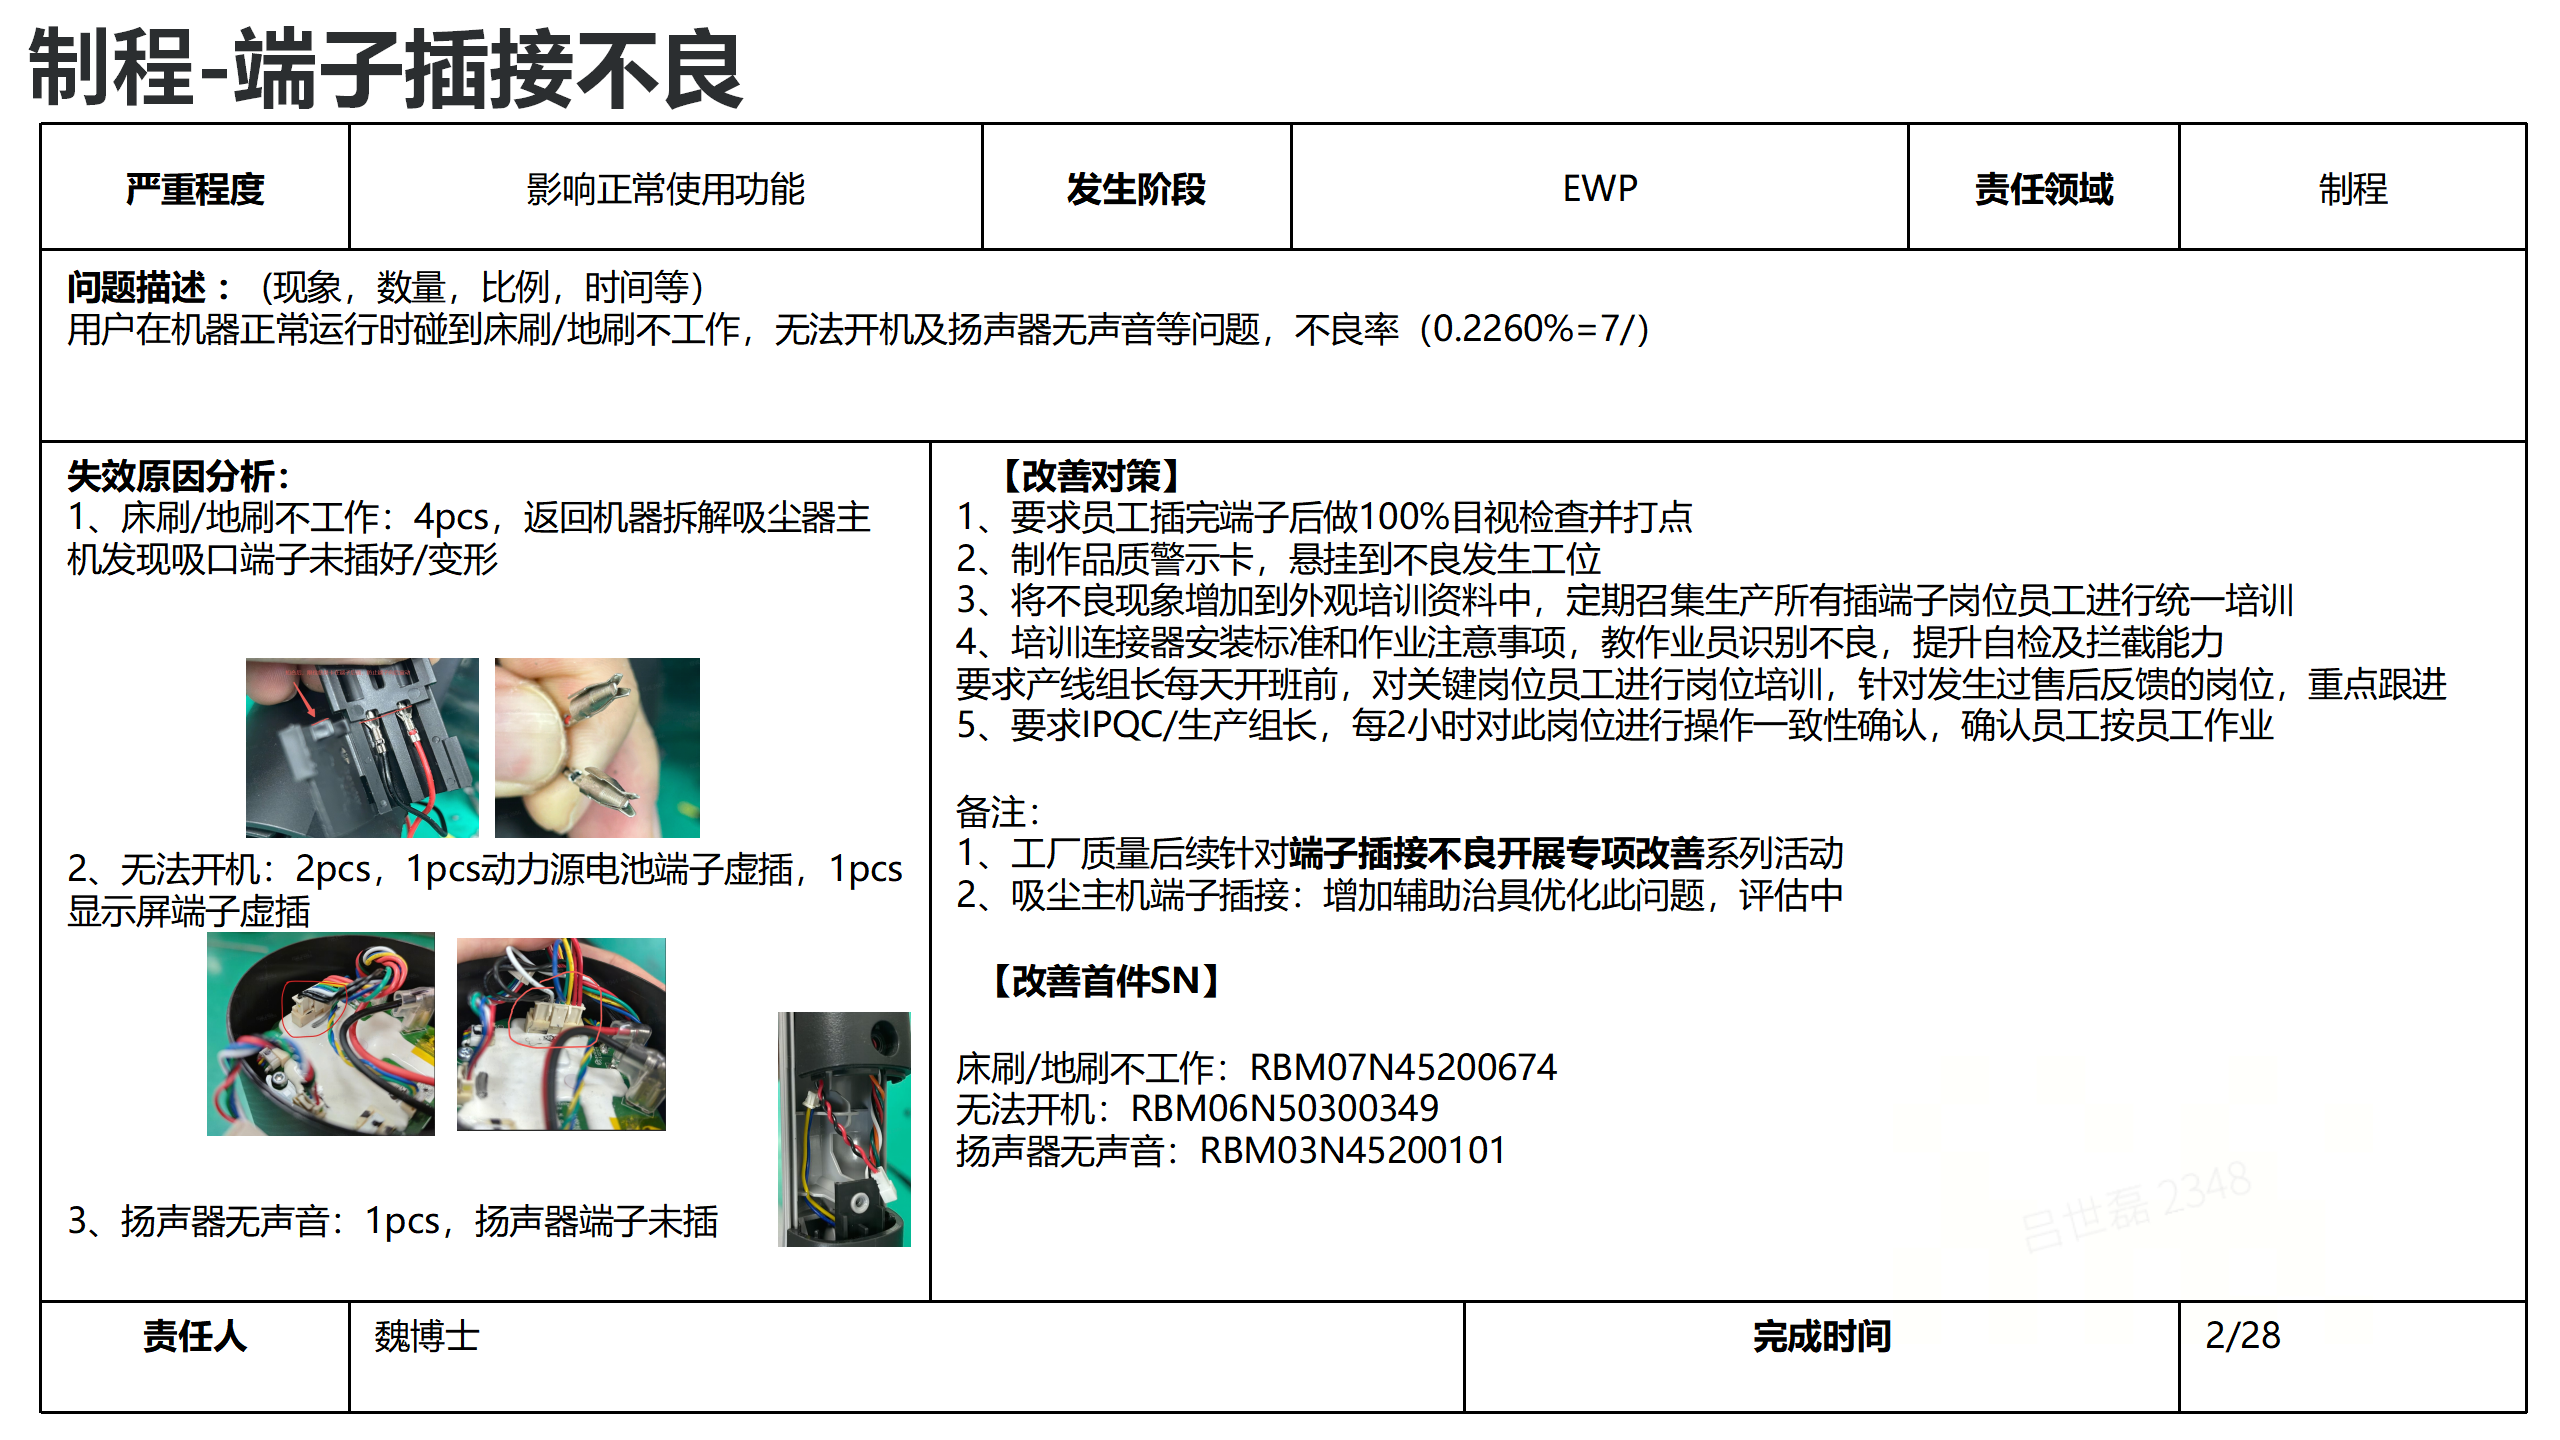 制程-端子插接不良
严重程度
影响正常使用功能
发生阶段
EWP
责任领域
制程
问题描述 ：（现象，数量，比例，时间等）
用户在机器正常运行时碰到床刷/地刷不工作，无法开机及扬声器无声音等问题，不良率（0.2260%=7/）
失效原因分析：
1、床刷/地刷不工作：4pcs，返回机器拆解吸尘器主
机发现吸口端子未插好/变形
2、无法开机：2pcs，1pcs动力源电池端子虚插，1pcs
显示屏端子虚插
3、扬声器无声音：1pcs，扬声器端子未插
【改善对策】
1、要求员工插完端子后做100%目视检查并打点
2、制作品质警示卡，悬挂到不良发生工位
3、将不良现象增加到外观培训资料中，定期召集生产所有插端子岗位员工进行统一培训
4、培训连接器安装标准和作业注意事项，教作业员识别不良，提升自检及拦截能力
要求产线组长每天开班前，对关键岗位员工进行岗位培训，针对发生过售后反馈的岗位，重点跟进
5、要求IPQC/生产组长，每2小时对此岗位进行操作一致性确认，确认员工按员工作业
备注：
1、工厂质量后续针对端子插接不良开展专项改善系列活动
2、吸尘主机端子插接：增加辅助治具优化此问题，评估中
【改善首件SN】
床刷/地刷不工作：RBM07N45200674
无法开机：RBM06N50300349
扬声器无声音：RBM03N45200101
吕世磊 2348
责任人
魏博士
完成时间
2/28